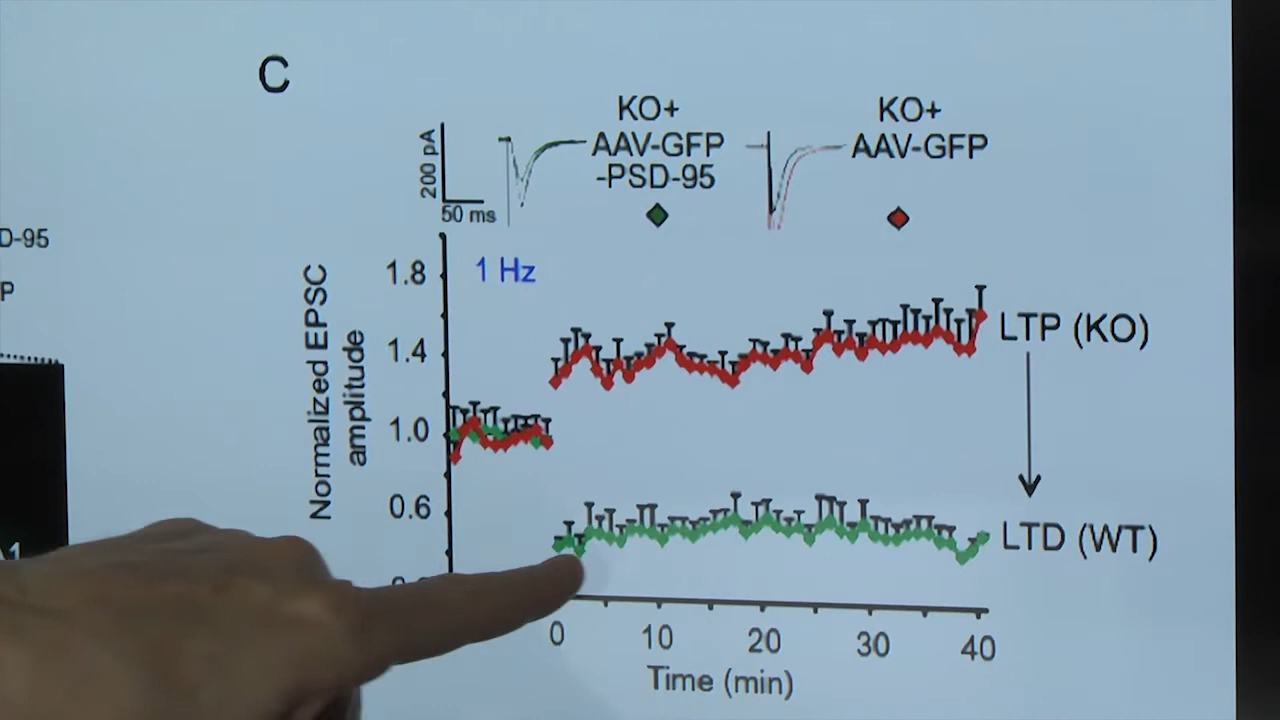 C
KO+
AAV-GFP
-PSD-95
KO+
AAV-GFP
200 pA
50 ms
D-95
P
1 Hz
Normalized EPSC
amplitude
1.8
1.4
1.0
0.6
LTP (KO)
LTD (WT)
0 10 20 30 40
Time (min)